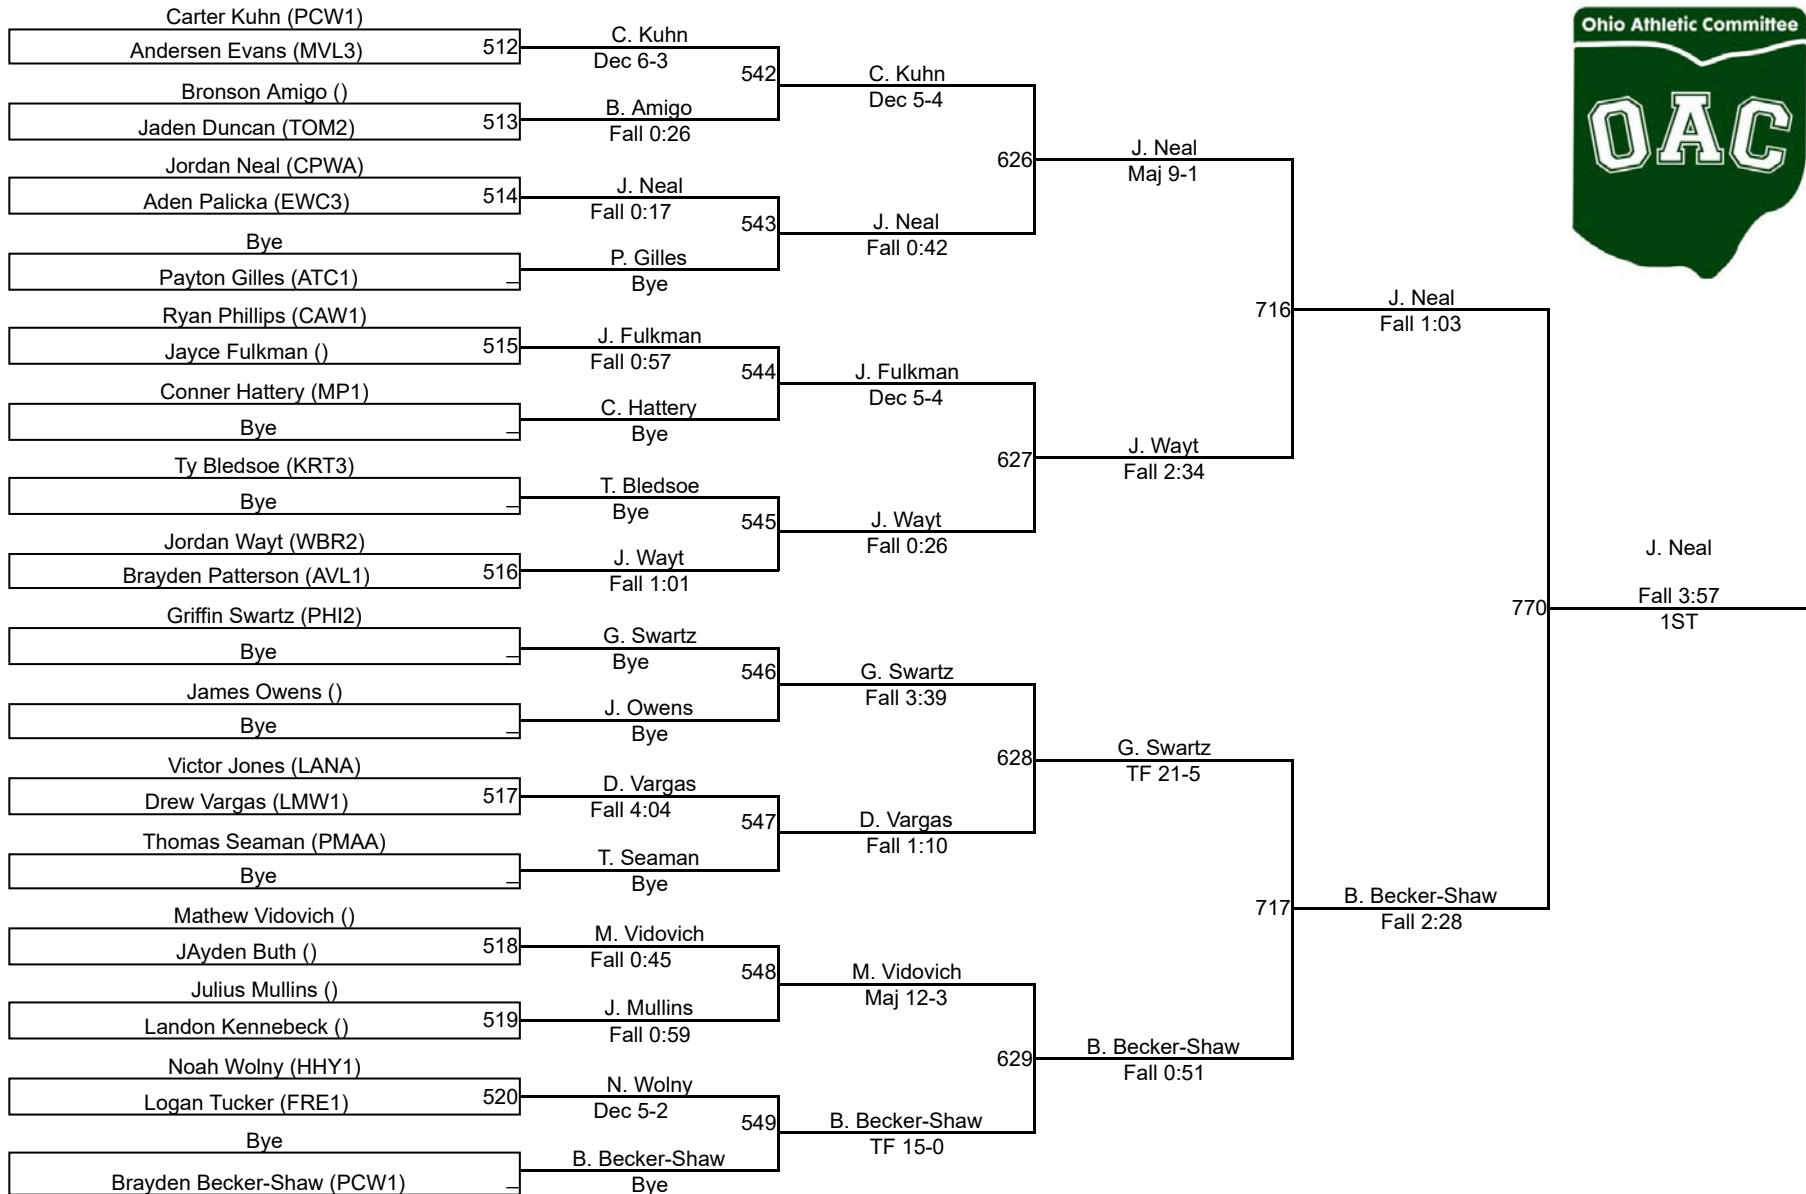 Carter Kuhn (PCW1)
Andersen Evans (MVL3)
512
Bronson Amigo ()
Jaden Duncan (TOM2)
513
Jordan Neal (CPWA)
Aden Palicka (EWC3)
514
Bye
Payton Gilles (ATC1)
_
Ryan Phillips (CAW1)
Jayce Fulkman ()
515
Conner Hattery (MP1)
Bye
_
Ty Bledsoe (KRT3)
Bye
_
Jordan Wayt (WBR2)
Brayden Patterson (AVL1)
516
Griffin Swartz (PHI2)
Bye
_
James Owens ()
Bye
_
Victor Jones (LANA)
Drew Vargas (LMW1)
517
Thomas Seaman (PMAA)
Bye
_
Mathew Vidovich ()
JAyden Buth ()
518
Julius Mullins ()
Landon Kennebeck ()
519
Noah Wolny (HHY1)
Logan Tucker (FRE1)
520
Bye
Brayden Becker-Shaw (PCW1)
_
C. Kuhn
Dec 6-3
542
B. Amigo
Fall 0:26
J. Neal
Fall 0:17
543
P. Gilles
Bye
J. Fulkman
Fall 0:57
544
C. Hattery
Bye
T. Bledsoe
Bye
545
J. Wayt
Fall 1:01
G. Swartz
Bye
546
J. Owens
Bye
D. Vargas
Fall 4:04
547
T. Seaman
Bye
M. Vidovich
Fall 0:45
548
J. Mullins
Fall 0:59
N. Wolny
Dec 5-2
549
B. Becker-Shaw
Bye
C. Kuhn
Dec 5-4
626
J. Neal
Fall 0:42
J. Fulkman
Dec 5-4
627
J. Wayt
Fall 0:26
G. Swartz
Fall 3:39
628
D. Vargas
Fall 1:10
M. Vidovich
Maj 12-3
629
B. Becker-Shaw
TF 15-0
J. Neal
Maj 9-1
716
J. Wayt
Fall 2:34
G. Swartz
TF 21-5
717
B. Becker-Shaw
Fall 0:51
J. Neal
Fall 1:03
770
B. Becker-Shaw
Fall 2:28
J. Neal
Fall 3:57
1ST
Ohio Athletic Committee
OAC